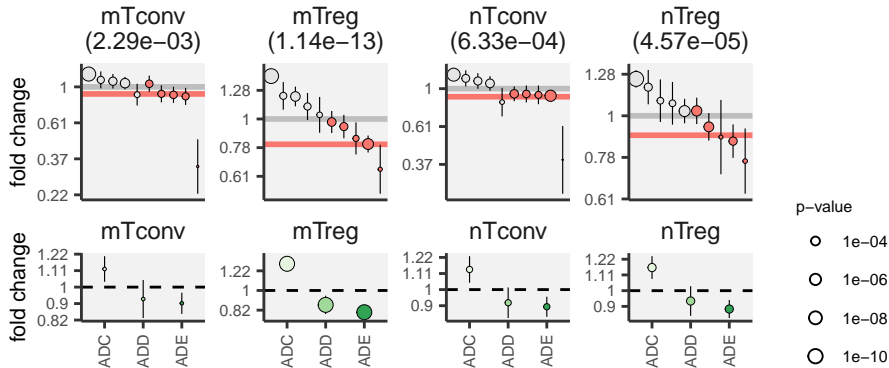 mTconv
(2.29e−03)
mTreg
(1.14e−13)
nTconv
(6.33e−04)
nTreg
(4.57e−05)
fold change
1
0.61
0.37
0.22
1.28
1
0.78
0.61
1
0.61
0.37
1.28
1
0.78
0.61
mTconv
mTreg
nTconv
nTreg
fold change
1.22
1.11
1
0.9
0.82
1.22
1
0.82
1.22
1.11
1
0.9
1.22
1.11
1
0.9
ADC
ADD
ADE
ADC
ADD
ADE
ADC
ADD
ADE
ADC
ADD
ADE
p−value
1e−04
1e−06
1e−08
1e−10